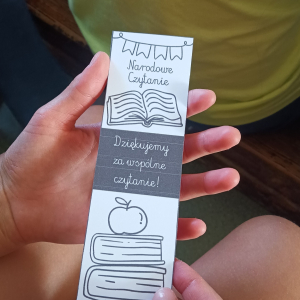 Narodowe
Czytanie
Dziękujemy
za wspólne
czytanie!